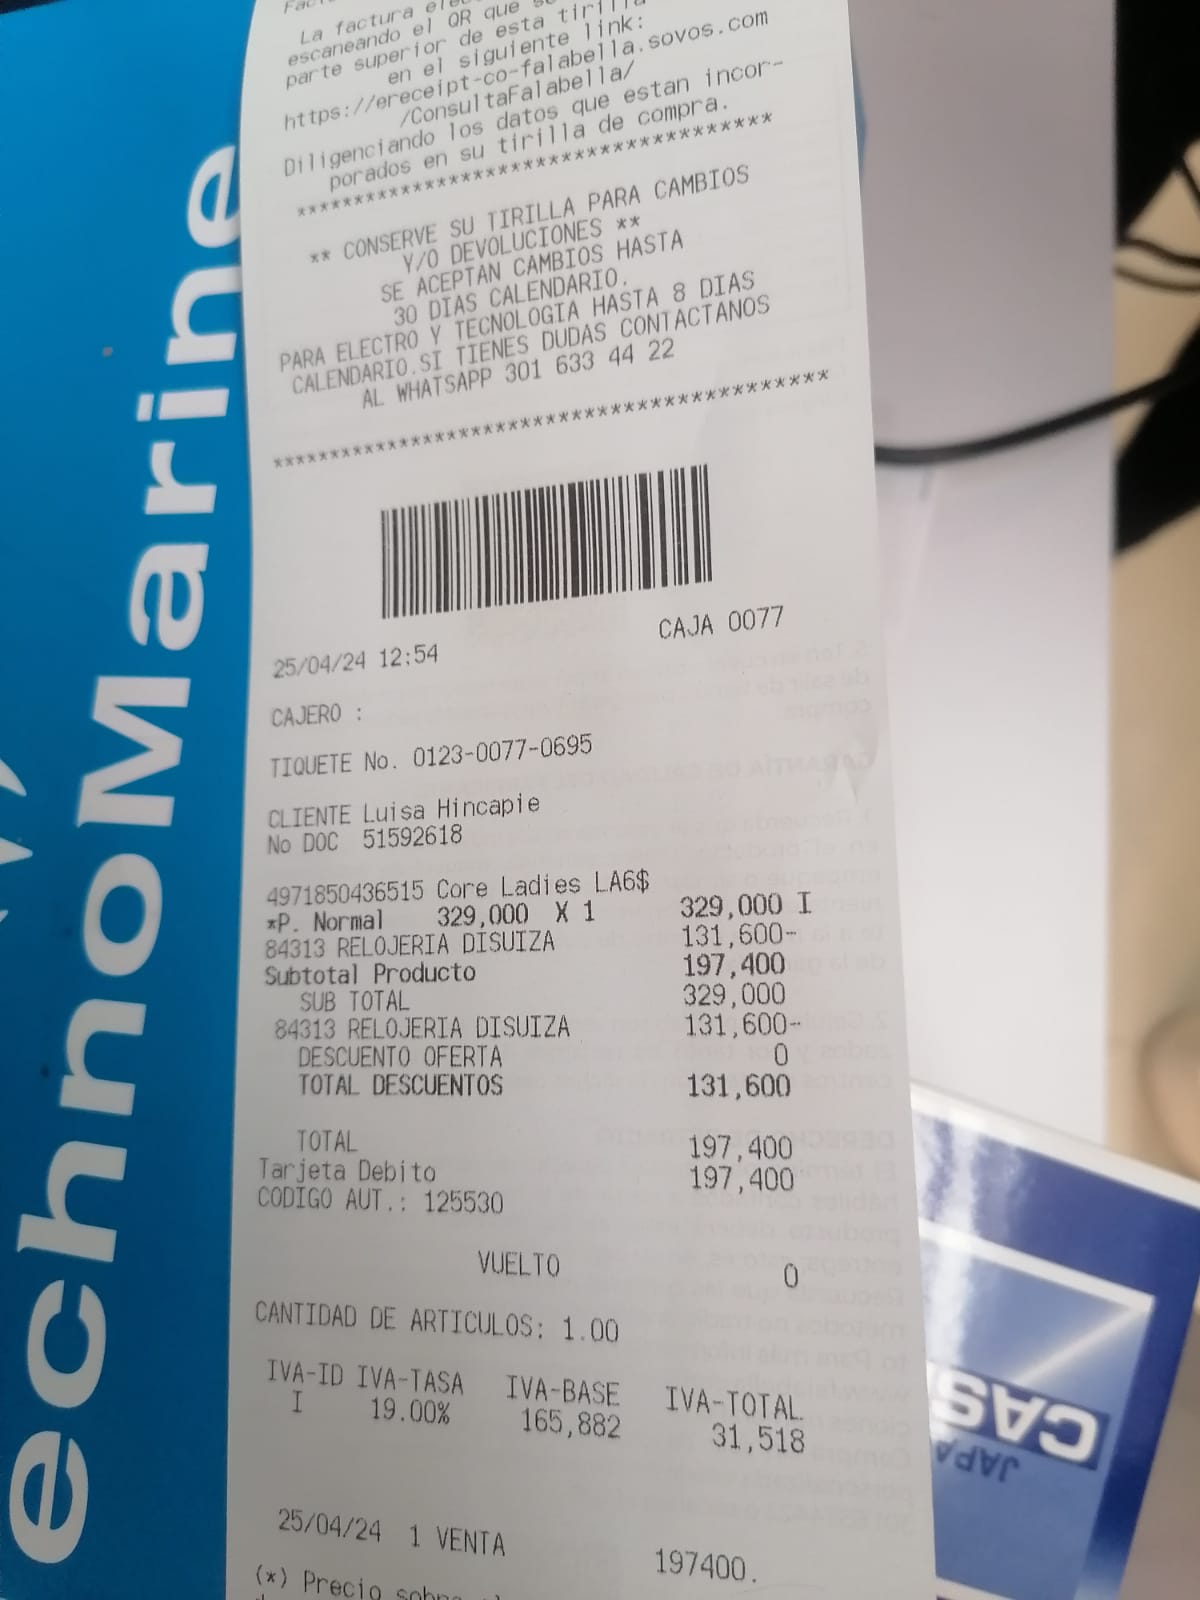 La factura
escaneando el QR que
parte superior de esta tirilla
en el siguiente link:
https://ereceipt-co-falabella.sovos.com
/ConsultaFalabella/
Diligenciando los datos que estan incor-
porados en su tirilla de compra.
****************************************
** CONSERVE SU TIRILLA PARA CAMBIOS
Y/O DEVOLUCIONES **
SE ACEPTAN CAMBIOS HASTA
30 DIAS CALENDARIO.
PARA ELECTRO Y TECNOLOGIA HASTA 8 DIAS
CALENDARIO.SI TIENES DUDAS CONTACTANOS
AL WHATSAPP 301 633 44 22
****************************************
CAJA 0077
25/04/24 12:54
CAJERO :
TIQUETE No. 0123-0077-0695
CLIENTE Luisa Hincapie
No DOC 51592618
4971850436515 Core Ladies LA6$
*P. Normal 329,000 X 1 329,000 I
84313 RELOJERIA DISUIZA 131,600-
Subtotal Producto 197,400
SUB TOTAL 329,000
84313 RELOJERIA DISUIZA 131,600-
DESCUENTO OFERTA 0
TOTAL DESCUENTOS 131,600
TOTAL 197,400
Tarjeta Debito 197,400
CODIGO AUT.: 125530
VUELTO 0
CANTIDAD DE ARTICULOS: 1.00
IVA-ID IVA-TASA IVA-BASE IVA-TOTAL
I 19.00% 165,882 31,518
25/04/24 1 VENTA 197400.
(*) Precio
echnoMarine
CAS
JAPA